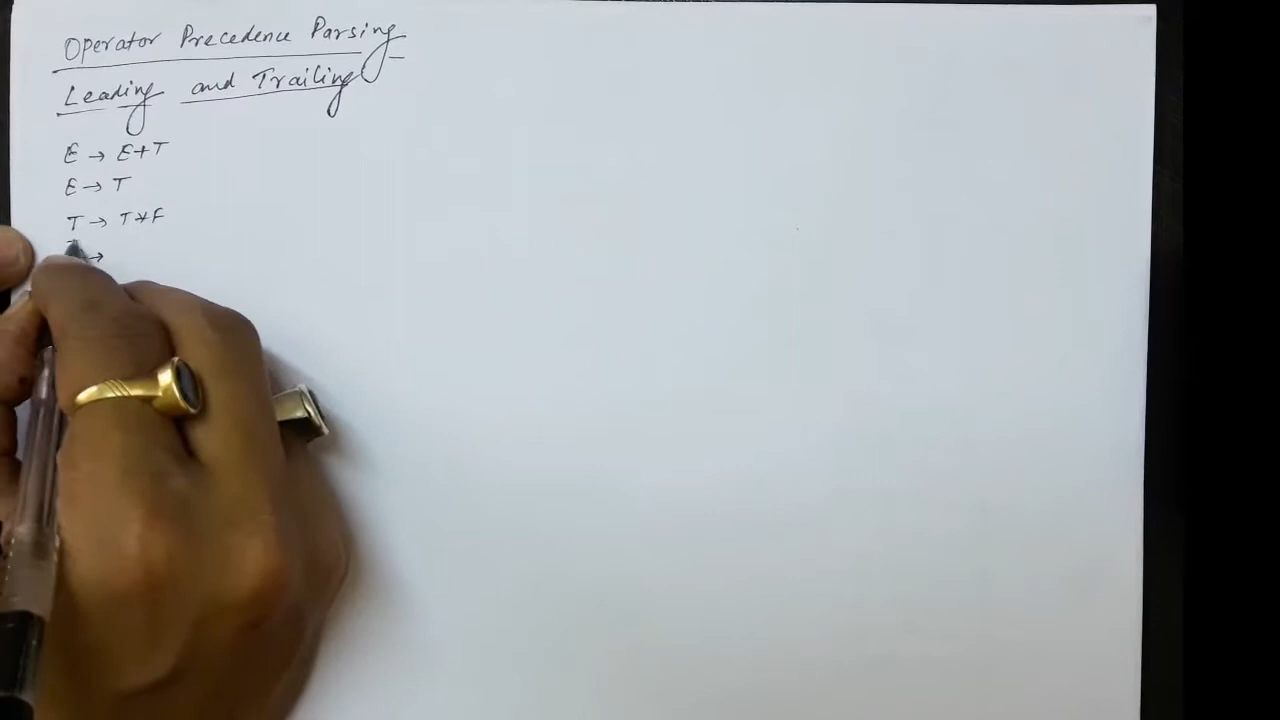 Operator Precedence Parsing
Leading and Trailing
E → E+T
E → T
T → T*F
→